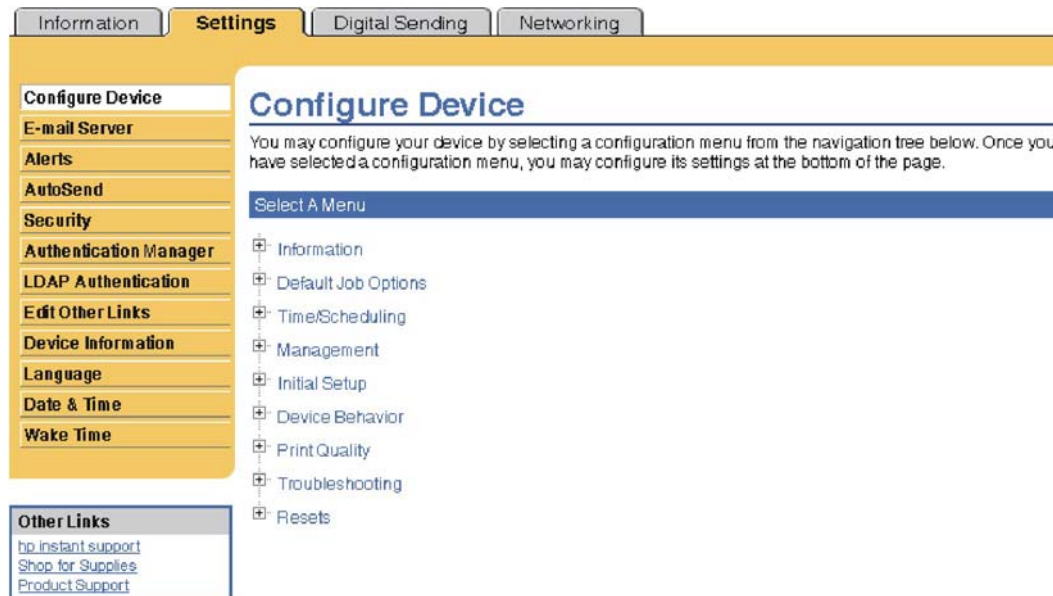 Information
Settings
Digital Sending
Networking
Configure Device
E-mail Server
Alerts
AutoSend
Security
Authentication Manager
LDAP Authentication
Edit Other Links
Device Information
Language
Date & Time
Wake Time
Other Links
hp instant support
Shop for Supplies
Product Support
Configure Device
You may configure your device by selecting a configuration menu from the navigation tree below. Once you
have selected a configuration menu, you may configure its settings at the bottom of the page.
Select A Menu
Information
Default Job Options
Time/Scheduling
Management
Initial Setup
Device Behavior
Print Quality
Troubleshooting
Resets